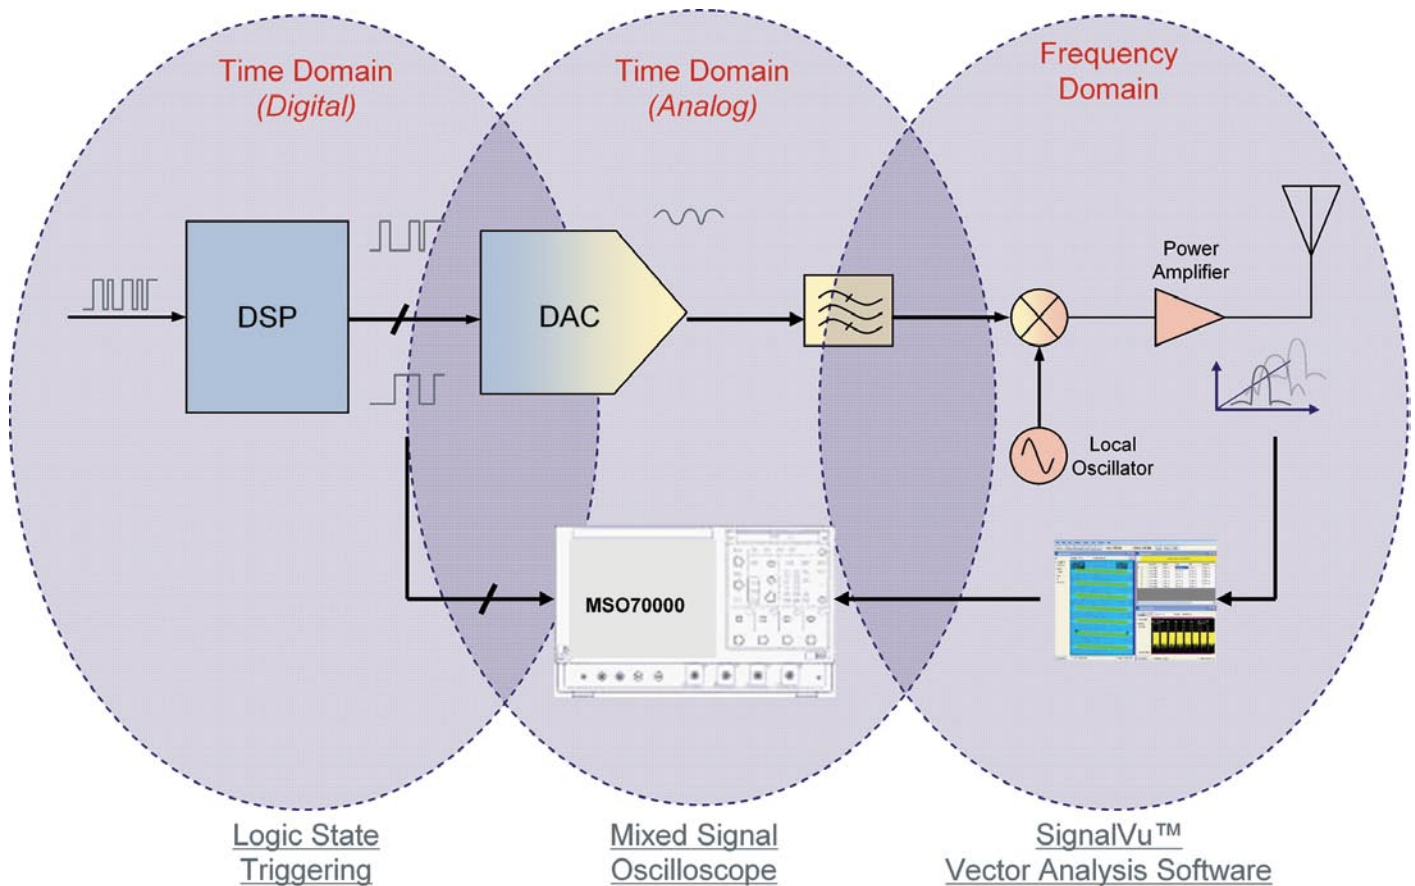 Time Domain
(Digital)
Time Domain
(Analog)
Frequency
Domain
DSP
DAC
Power
Amplifier
Local
Oscillator
MSO70000
Logic State
Triggering
Mixed Signal
Oscilloscope
SignalVu™
Vector Analysis Software